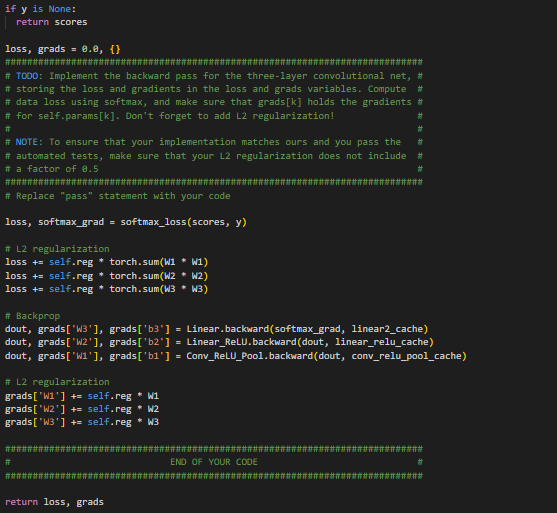 if y is None:
return scores
loss, grads = 0.0, {}
############################################################################
# TODO: Implement the backward pass for the three-layer convolutional net, #
# storing the loss and gradients in the loss and grads variables. Compute #
# data loss using softmax, and make sure that grads[k] holds the gradients #
# for self.params[k]. Don't forget to add L2 regularization! #
# #
# NOTE: To ensure that your implementation matches ours and you pass the #
# automated tests, make sure that your L2 regularization does not include #
# a factor of 0.5 #
############################################################################
# Replace "pass" statement with your code
loss, softmax_grad = softmax_loss(scores, y)
# L2 regularization
loss += self.reg * torch.sum(W1 * W1)
loss += self.reg * torch.sum(W2 * W2)
loss += self.reg * torch.sum(W3 * W3)
# Backprop
dout, grads['W3'], grads['b3'] = Linear.backward(softmax_grad, linear2_cache)
dout, grads['W2'], grads['b2'] = Linear_ReLU.backward(dout, linear_relu_cache)
dout, grads['W1'], grads['b1'] = Conv_ReLU_Pool.backward(dout, conv_relu_pool_cache)
# L2 regularization
grads['W1'] += self.reg * W1
grads['W2'] += self.reg * W2
grads['W3'] += self.reg * W3
############################################################################
# END OF YOUR CODE #
############################################################################
return loss, grads